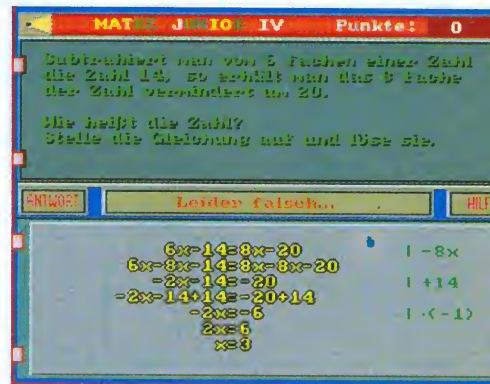 MATHE JUNIOR IV Punkte: 0
Subtrahiert man von 6 fachen einer Zahl
die Zahl 14, so erhält man das 8 fache
der Zahl vermindert um 20.
Wie heißt die Zahl?
Stelle die Gleichung auf und löse sie.
ANTWORT Leider falsch... HILF
6x-14=8x-20 | -8x
6x-8x-14=8x-8x-20
-2x-14=-20 | +14
-2x-14+14=-20+14
-2x=-6 | ·(-1)
2x=6
x=3